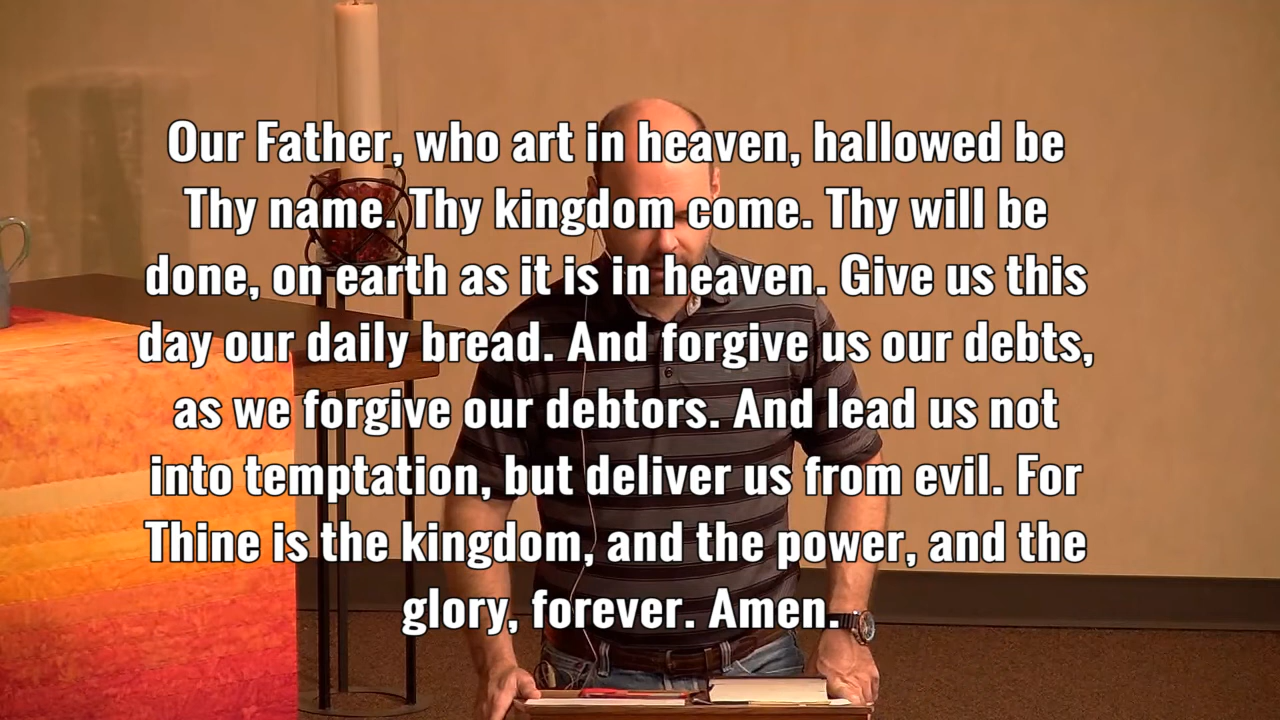 Our Father, who art in heaven, hallowed be
Thy name. Thy kingdom come. Thy will be
done, on earth as it is in heaven. Give us this
day our daily bread. And forgive us our debts,
as we forgive our debtors. And lead us not
into temptation, but deliver us from evil. For
Thine is the kingdom, and the power, and the
glory, forever. Amen.